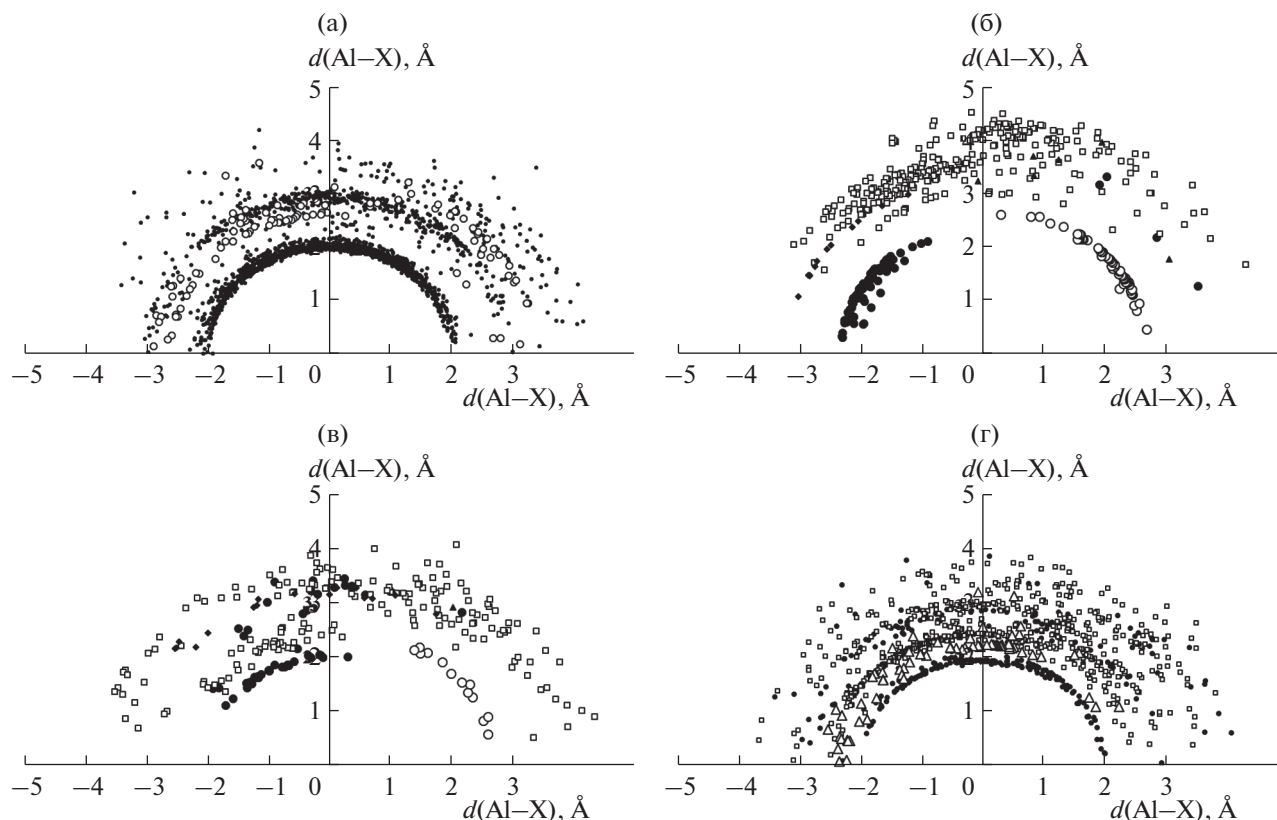 (а)
d(Al–X), Å
5
4
3
2
1
–5 –4 –3 –2 –1 0 1 2 3
d(Al–X), Å
(б)
d(Al–X), Å
5
4
3
2
1
–5 –4 –3 –2 –1 0 1 2 3
d(Al–X), Å
(в)
d(Al–X), Å
5
4
3
2
1
–5 –4 –3 –2 –1 0 1 2 3
d(Al–X), Å
(г)
d(Al–X), Å
5
4
3
2
1
–5 –4 –3 –2 –1 0 1 2 3
d(Al–X), Å